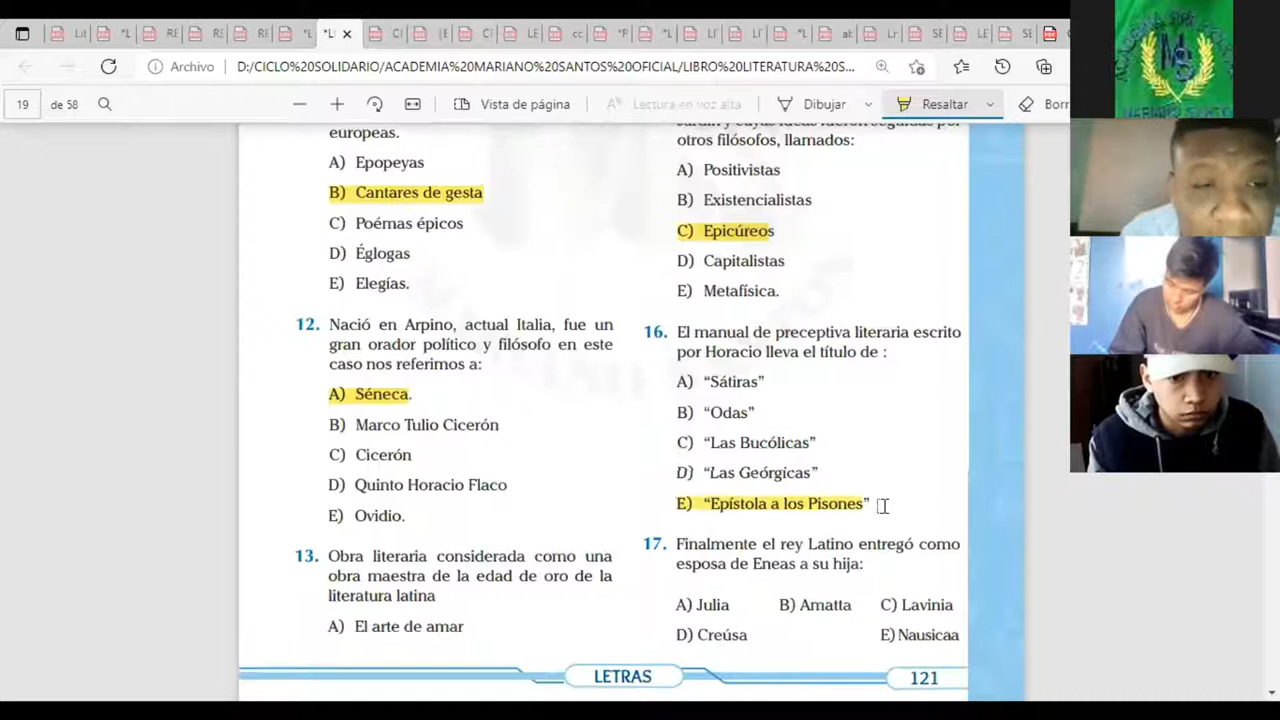 Archivo
D:/CICLO%20SOLIDARIO/ACADEMIA%20MARIANO%20SANTOS%20OFICIAL/LIBRO%20LITERATURA%20S...
19 de 58
Vista de página
Lectura en voz alta
Dibujar
Resaltar
Borr
europeas.
A) Epopeyas
B) Cantares de gesta
C) Poémas épicos
D) Églogas
E) Elegías.
12. Nació en Arpino, actual Italia, fue un
gran orador político y filósofo en este
caso nos referimos a:
A) Séneca.
B) Marco Tulio Cicerón
C) Cicerón
D) Quinto Horacio Flaco
E) Ovidio.
13. Obra literaria considerada como una
obra maestra de la edad de oro de la
literatura latina
A) El arte de amar
otros filósofos, llamados:
A) Positivistas
B) Existencialistas
C) Epicúreos
D) Capitalistas
E) Metafísica.
16. El manual de preceptiva literaria escrito
por Horacio lleva el título de :
A) “Sátiras”
B) “Odas”
C) “Las Bucólicas”
D) “Las Geórgicas”
E) “Epístola a los Pisones”
17. Finalmente el rey Latino entregó como
esposa de Eneas a su hija:
A) Julia B) Amatta C) Lavinia
D) Creúsa E) Nausicaa
LETRAS
121